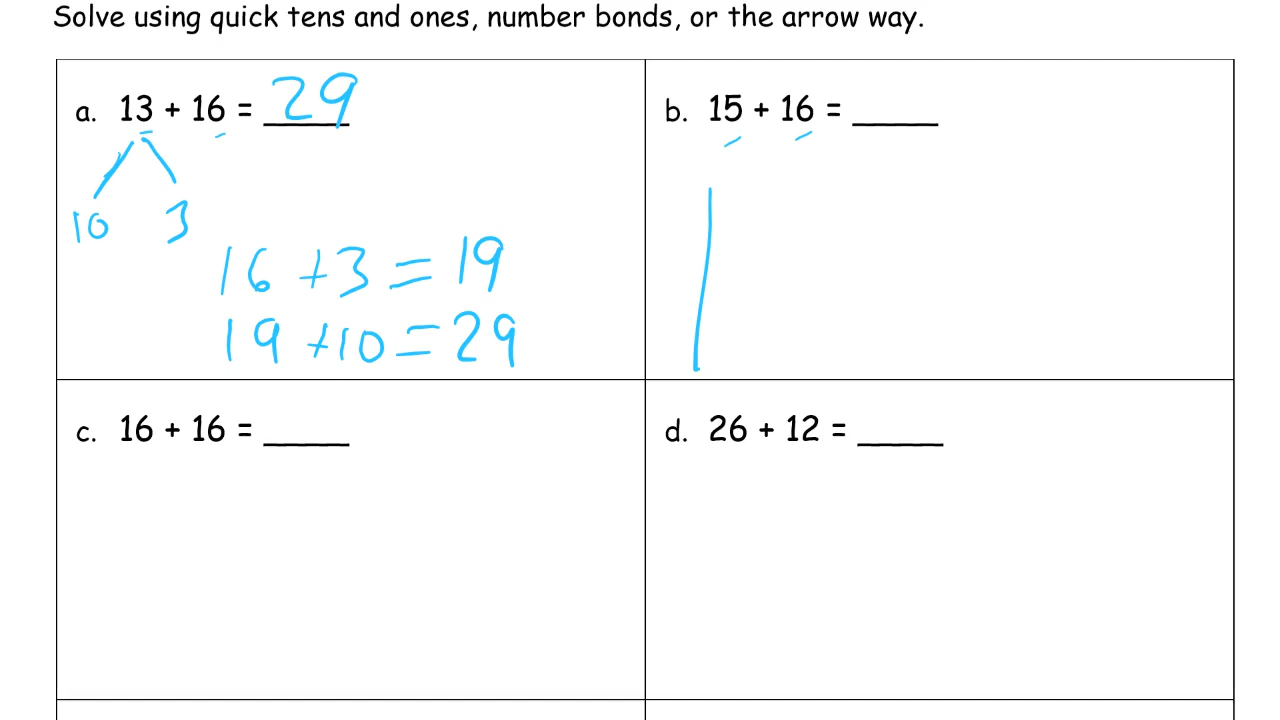 Solve using quick tens and ones, number bonds, or the arrow way.
a. 13 + 16 = 29
10 3
16 + 3 = 19
19 + 10 = 29
b. 15 + 16 = _____
c. 16 + 16 = _____
d. 26 + 12 = _____